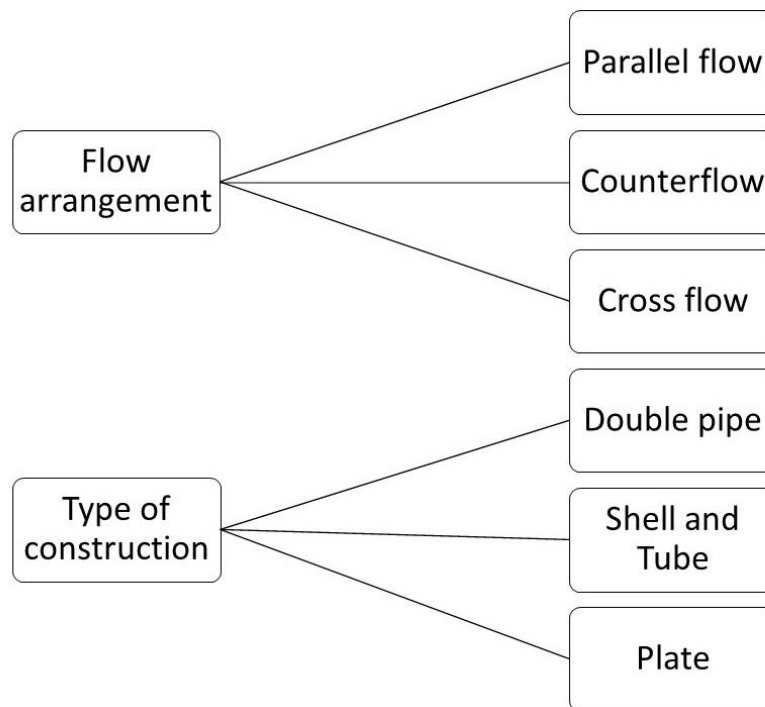 Parallel flow
Flow
arrangement
Counterflow
Cross flow
Double pipe
Type of
construction
Shell and
Tube
Plate